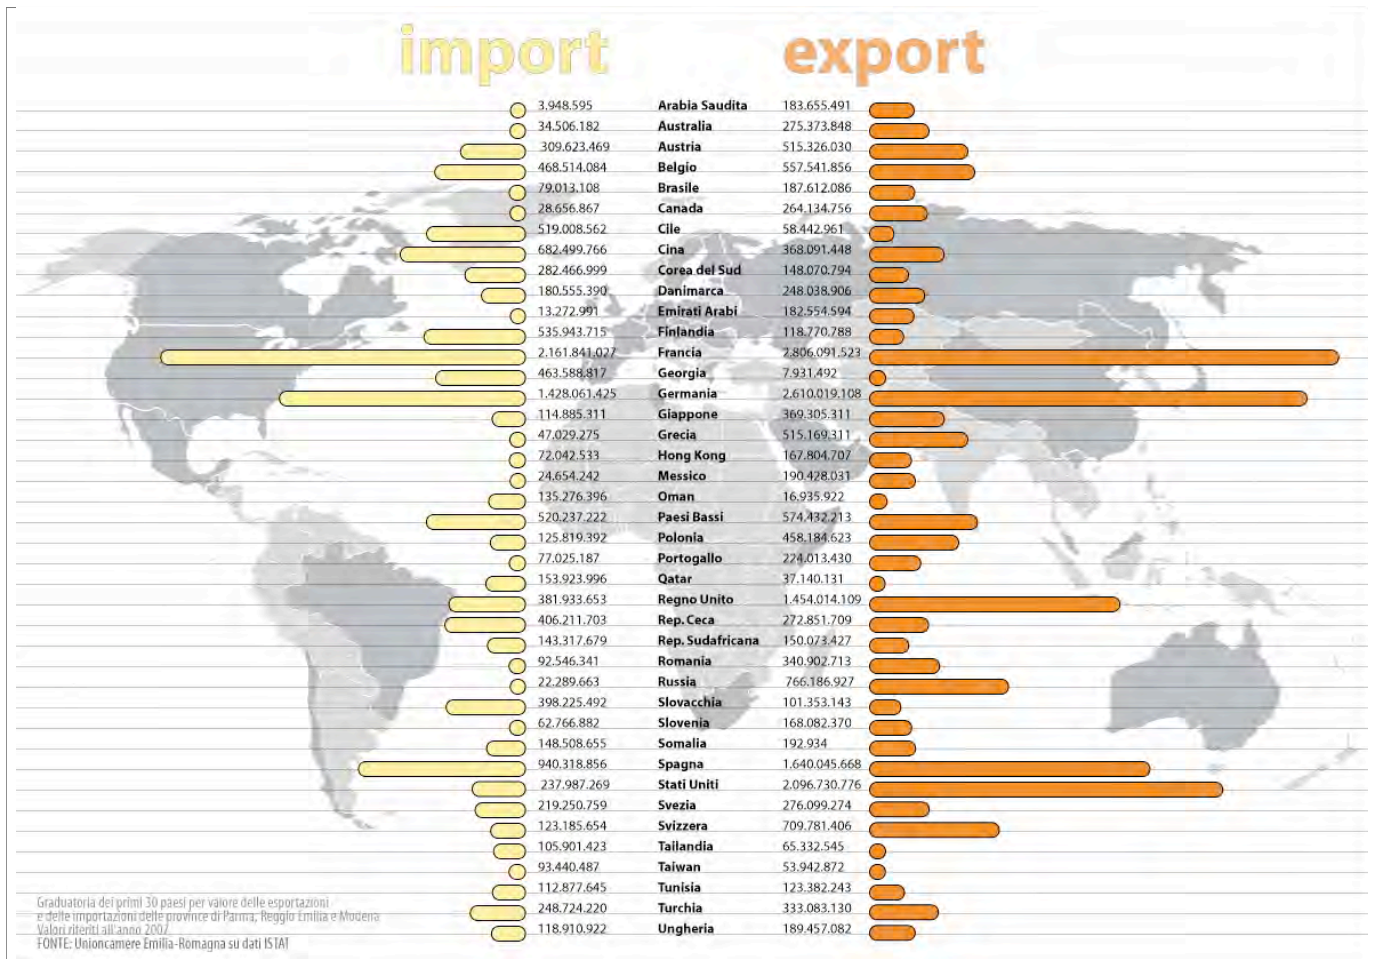 import export
3.948.595 Arabia Saudita 183.655.491
34.506.182 Australia 275.373.848
309.623.469 Austria 515.326.030
468.514.084 Belgio 557.541.856
79.013.108 Brasile 187.612.086
28.656.867 Canada 264.134.756
519.008.562 Cile 58.442.961
682.499.766 Cina 368.091.448
282.466.999 Corea del Sud 148.070.794
180.555.390 Danimarca 248.038.906
13.272.991 Emirati Arabi 182.554.594
535.943.715 Finlandia 118.770.788
2.161.841.027 Francia 2.806.091.523
463.588.817 Georgia 7.931.492
1.428.061.425 Germania 2.610.019.108
114.885.311 Giappone 369.305.311
47.029.275 Grecia 515.169.311
72.042.533 Hong Kong 167.804.707
24.654.242 Messico 190.428.031
135.276.396 Oman 16.935.922
520.237.222 Paesi Bassi 574.432.213
125.819.392 Polonia 458.184.623
77.025.187 Portogallo 224.013.430
153.923.996 Qatar 37.140.131
381.933.653 Regno Unito 1.454.014.109
406.211.703 Rep. Ceca 272.851.709
143.317.679 Rep. Sudafricana 150.073.427
92.546.341 Romania 340.902.713
22.289.663 Russia 766.186.927
398.225.492 Slovacchia 101.353.143
62.766.882 Slovenia 168.082.370
148.508.655 Somalia 192.934
940.318.856 Spagna 1.640.045.668
237.987.269 Stati Uniti 2.096.730.776
219.250.759 Svezia 276.099.274
123.185.654 Svizzera 709.781.406
105.901.423 Tailandia 65.332.545
93.440.487 Taiwan 53.942.872
112.877.645 Tunisia 123.382.243
248.724.220 Turchia 333.083.130
118.910.922 Ungheria 189.457.082
Graduatoria dei primi 30 paesi per valore delle esportazioni
e delle importazioni delle province di Parma, Reggio Emilia e Modena
Valori riferiti all'anno 2007
FONTE: Unioncamere Emilia-Romagna su dati ISTAT